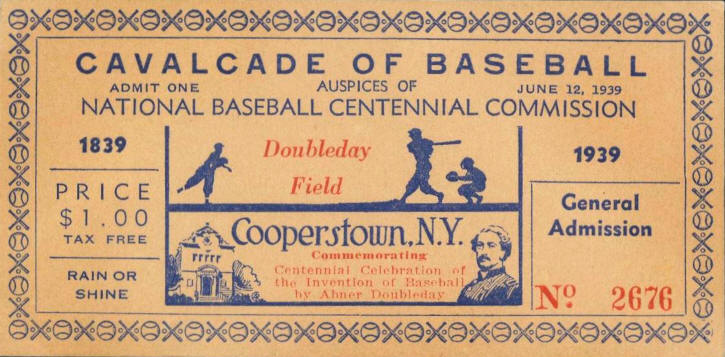 CAVALCADE OF BASEBALL
ADMIT ONE AUSPICES OF JUNE 12, 1939
NATIONAL BASEBALL CENTENNIAL COMMISSION
1839
PRICE
$1.00
TAX FREE
RAIN OR
SHINE
Doubleday
Field
Cooperstown, N.Y.
Commemorating
Centennial Celebration of
the Invention of Baseball
by Abner Doubleday
1939
General
Admission
Nº 2676